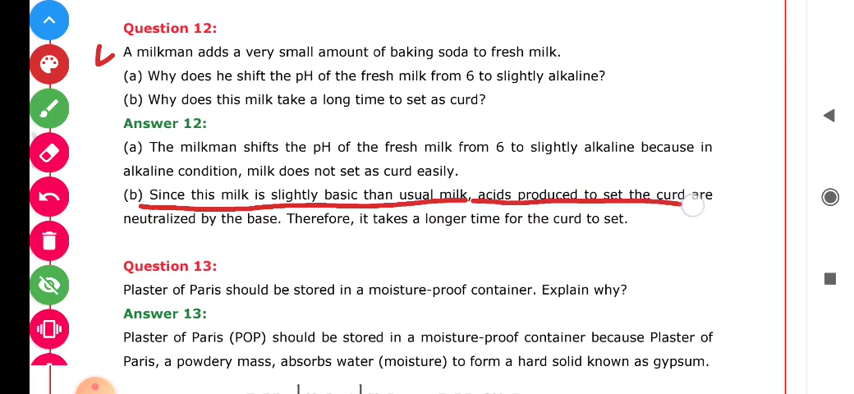 Question 12:
A milkman adds a very small amount of baking soda to fresh milk.
(a) Why does he shift the pH of the fresh milk from 6 to slightly alkaline?
(b) Why does this milk take a long time to set as curd?
Answer 12:
(a) The milkman shifts the pH of the fresh milk from 6 to slightly alkaline because in
alkaline condition, milk does not set as curd easily.
(b) Since this milk is slightly basic than usual milk, acids produced to set the curd are
neutralized by the base. Therefore, it takes a longer time for the curd to set.
Question 13:
Plaster of Paris should be stored in a moisture-proof container. Explain why?
Answer 13:
Plaster of Paris (POP) should be stored in a moisture-proof container because Plaster of
Paris, a powdery mass, absorbs water (moisture) to form a hard solid known as gypsum.